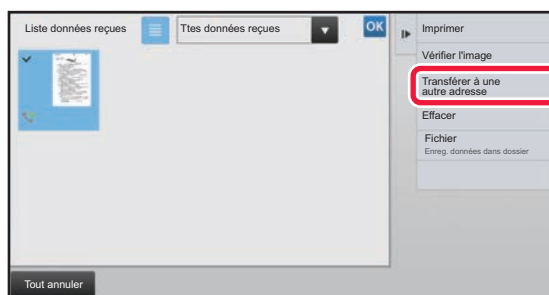 Liste données reçues
Ttes données reçues
OK
Imprimer
Vérifier l'image
Transférer à une
autre adresse
Effacer
Fichier
Enreg. données dans dossier
Tout annuler